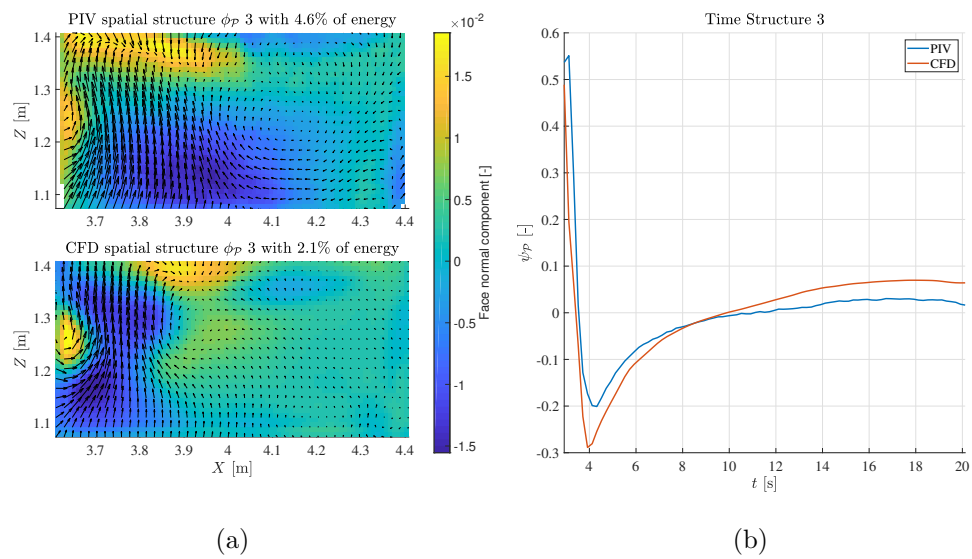 PIV spatial structure ϕ_𝒫 3 with 4.6% of energy
1.4
1.3
1.2
1.1
Z [m]
3.7 3.8 3.9 4 4.1 4.2 4.3 4.4
CFD spatial structure ϕ_𝒫 3 with 2.1% of energy
1.4
1.3
1.2
1.1
Z [m]
3.7 3.8 3.9 4 4.1 4.2 4.3 4.4
X [m]
×10⁻²
1.5
1
0.5
0
-0.5
-1
-1.5
Face normal component [-]
(a)
Time Structure 3
PIV
CFD
0.6
0.5
0.4
0.3
0.2
0.1
0
-0.1
-0.2
-0.3
ψ_𝒫 [-]
4 6 8 10 12 14 16 18 20
t [s]
(b)